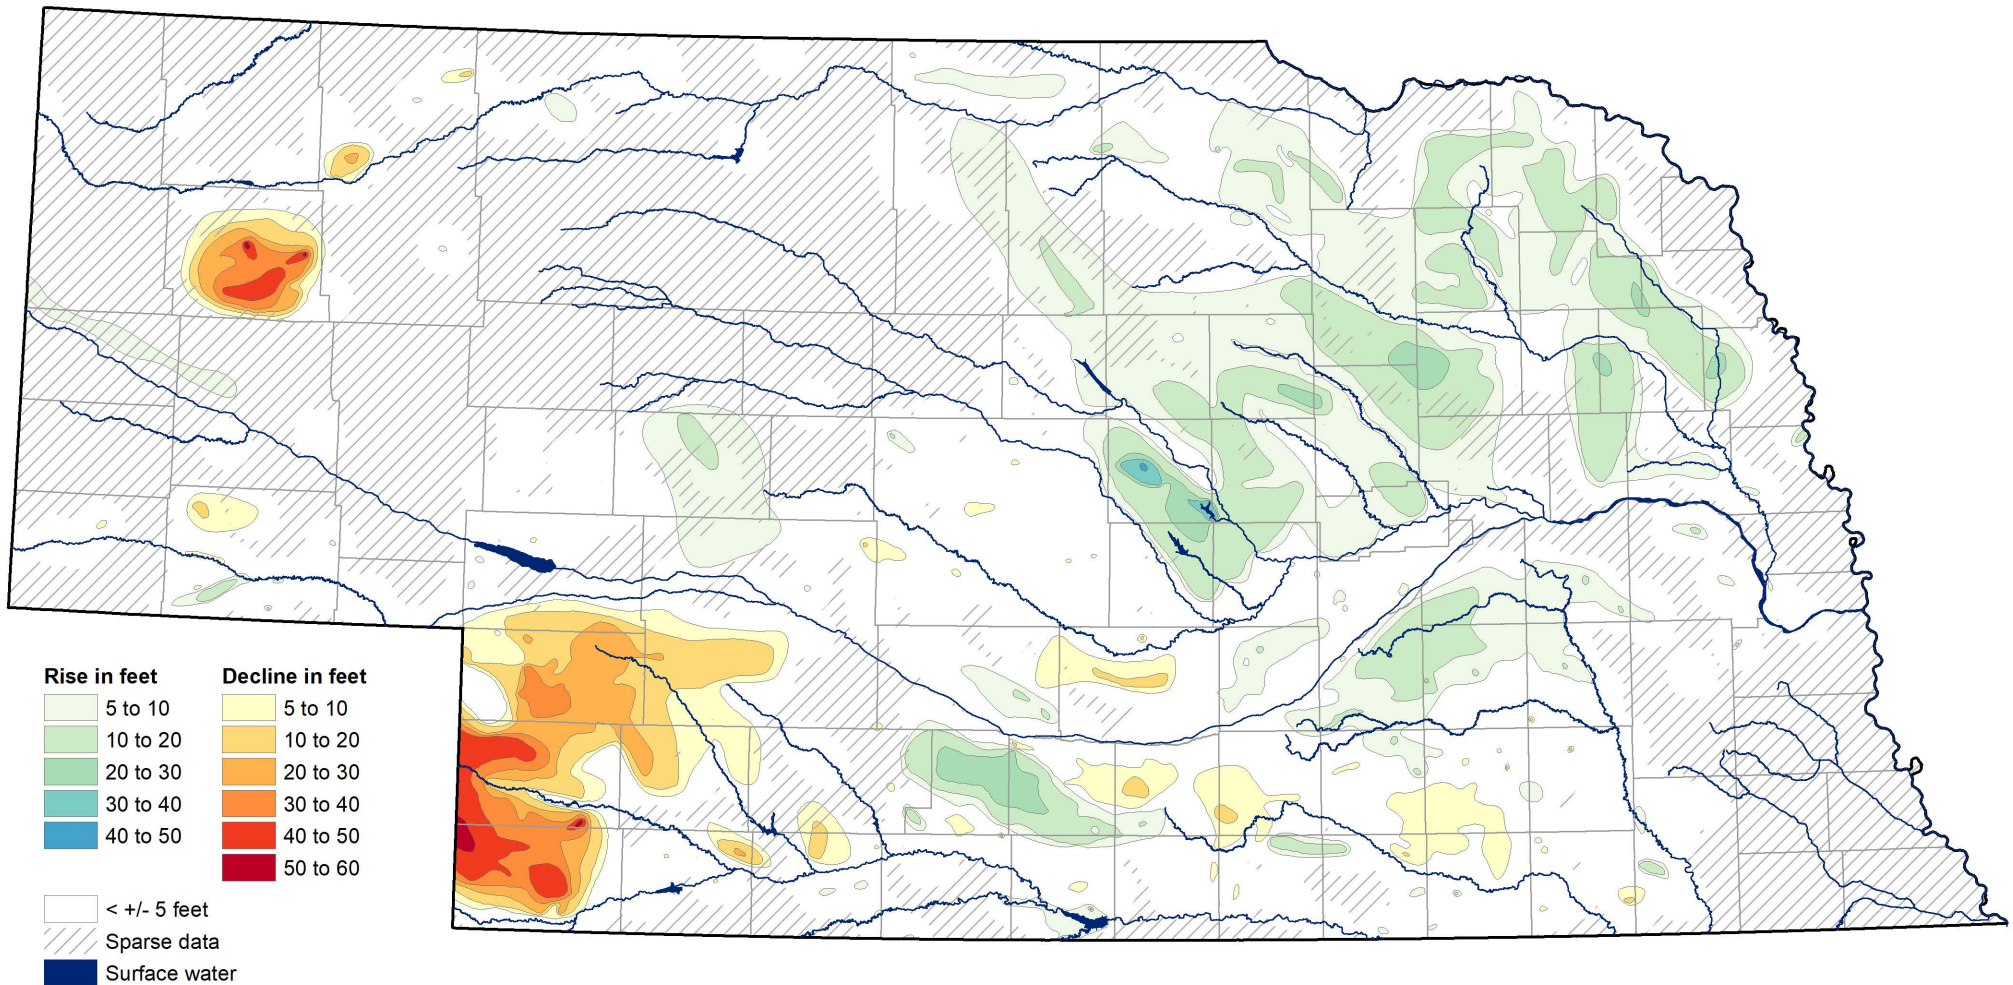 Rise in feet
5 to 10
10 to 20
20 to 30
30 to 40
40 to 50
Decline in feet
5 to 10
10 to 20
20 to 30
30 to 40
40 to 50
50 to 60
< +/- 5 feet
Sparse data
Surface water